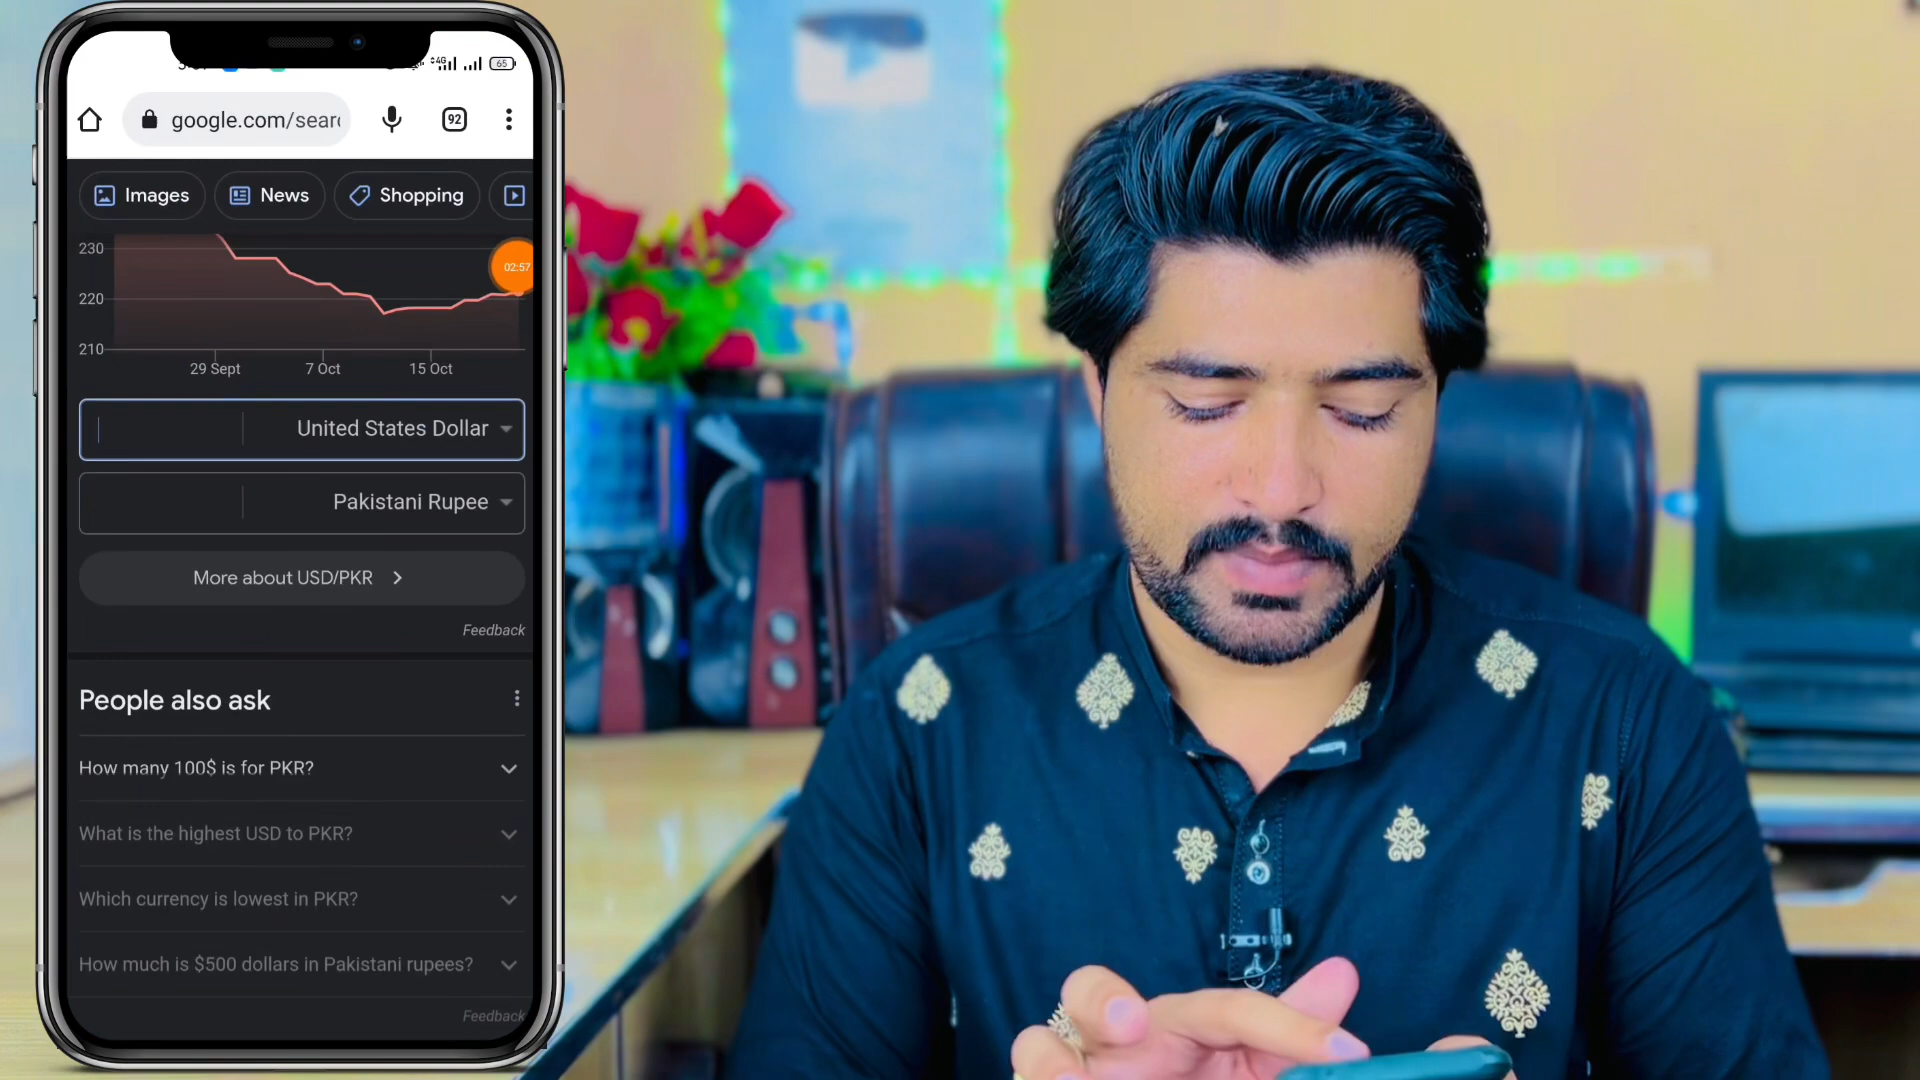 4G
65
google.com/sear
92
Images
News
Shopping
230
02:57
220
210
29 Sept
7 Oct
15 Oct
United States Dollar
Pakistani Rupee
More about USD/PKR
Feedback
People also ask
How many 100$ is for PKR?
What is the highest USD to PKR?
Which currency is lowest in PKR?
How much is $500 dollars in Pakistani rupees?
Feedback